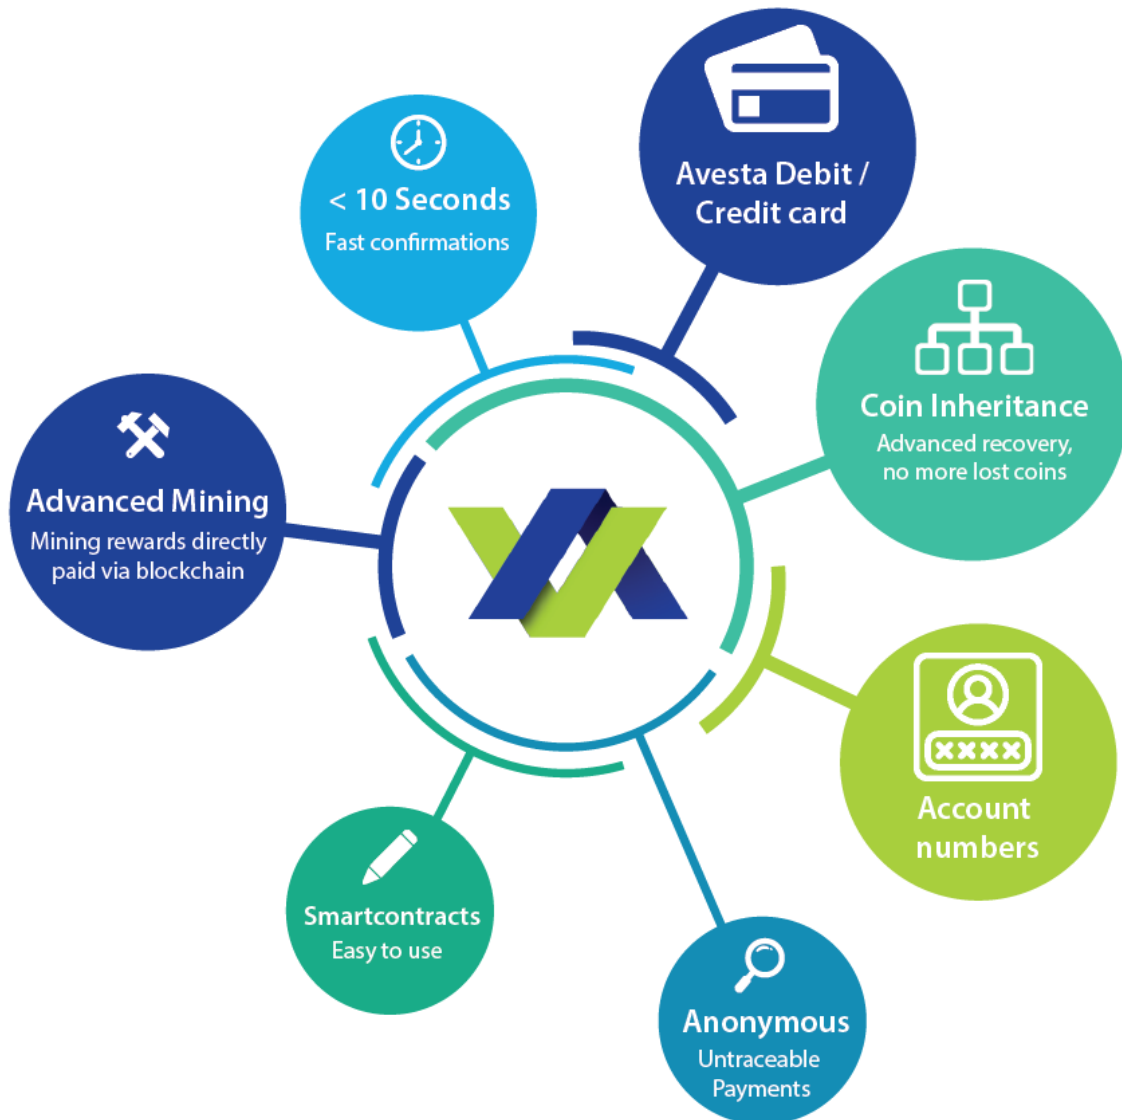 Avesta Debit /
Credit card
< 10 Seconds
Fast confirmations
Coin Inheritance
Advanced recovery,
no more lost coins
Advanced Mining
Mining rewards directly
paid via blockchain
××××
Account
numbers
Smartcontracts
Easy to use
Anonymous
Untraceable
Payments